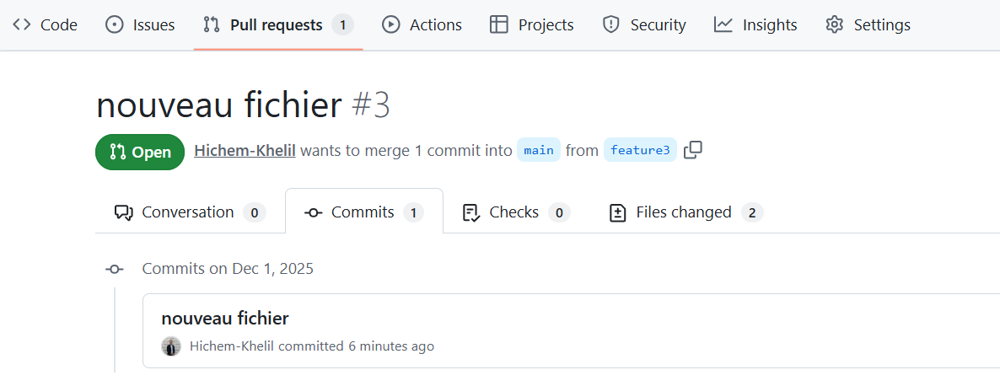 Code Issues Pull requests 1 Actions Projects Security Insights Settings
nouveau fichier #3
Open Hichem-Khelil wants to merge 1 commit into main from feature3
Conversation 0 Commits 1 Checks 0 Files changed 2
Commits on Dec 1, 2025
nouveau fichier
Hichem-Khelil committed 6 minutes ago